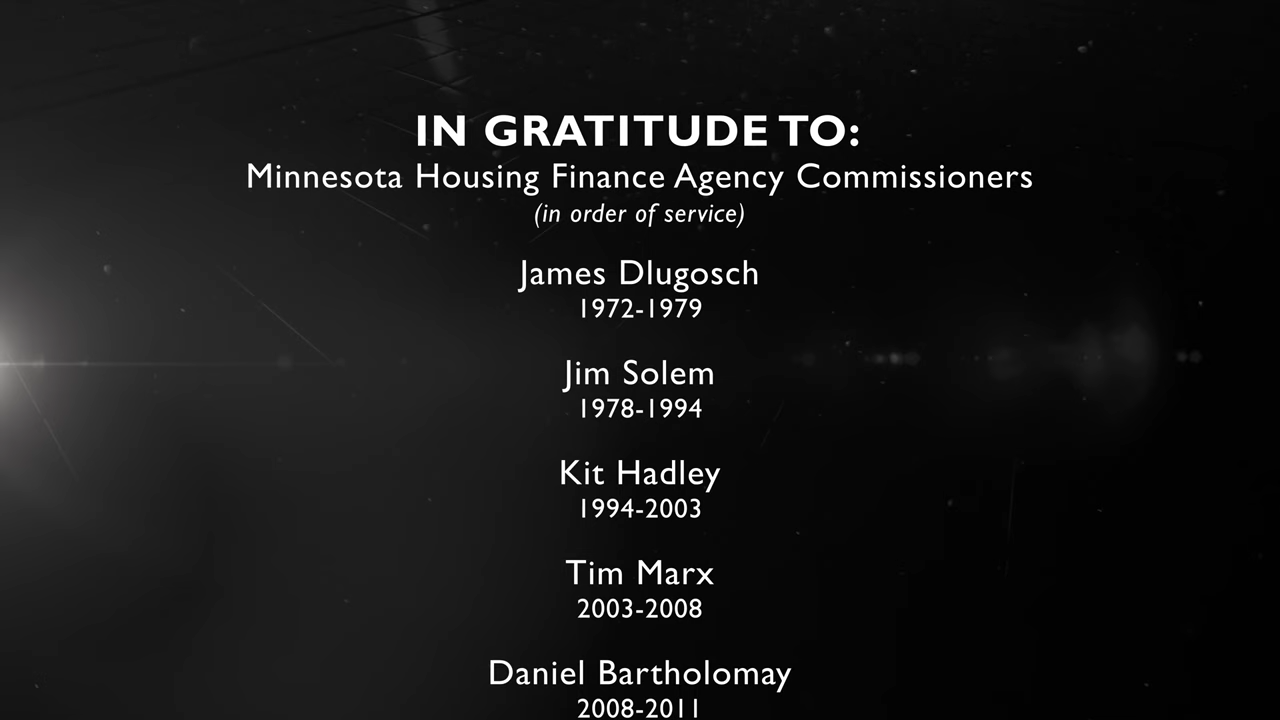 IN GRATITUDE TO:
Minnesota Housing Finance Agency Commissioners
(in order of service)
James Dlugosch
1972-1979
Jim Solem
1978-1994
Kit Hadley
1994-2003
Tim Marx
2003-2008
Daniel Bartholomay
2008-2011